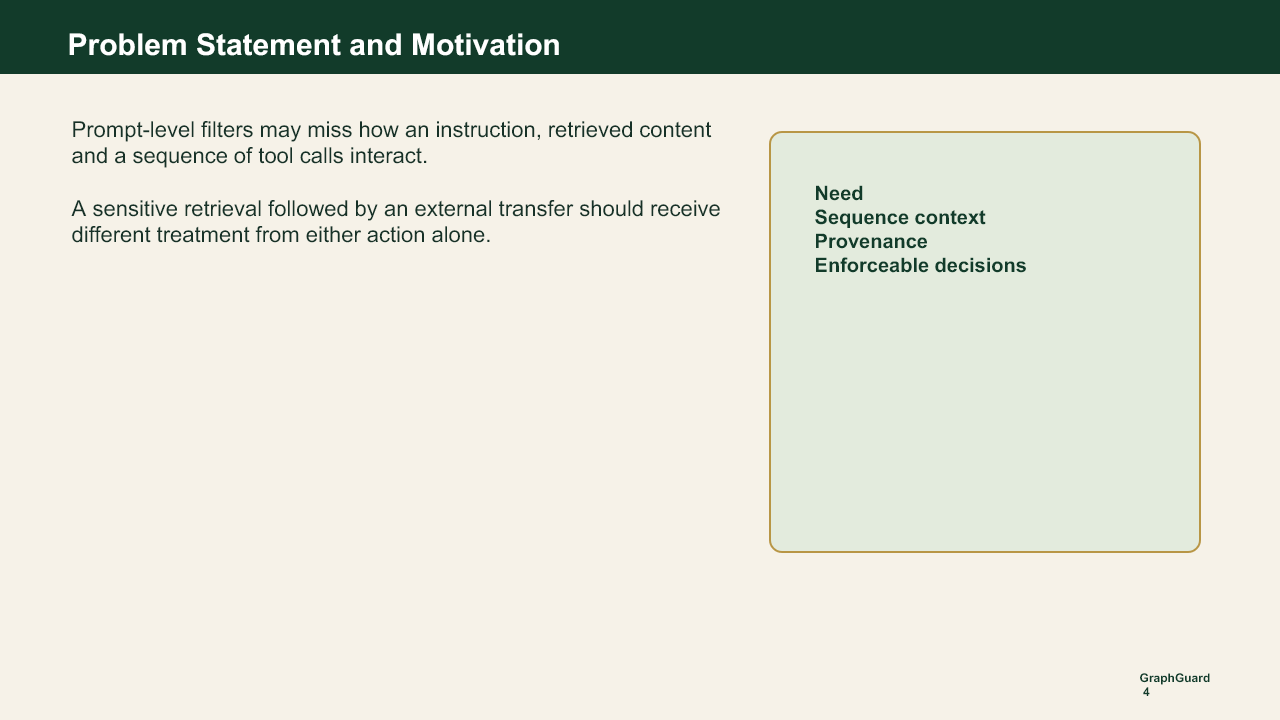 Problem Statement and Motivation
Prompt-level filters may miss how an instruction, retrieved content
and a sequence of tool calls interact.
A sensitive retrieval followed by an external transfer should receive
different treatment from either action alone.
Need
Sequence context
Provenance
Enforceable decisions
GraphGuard
4